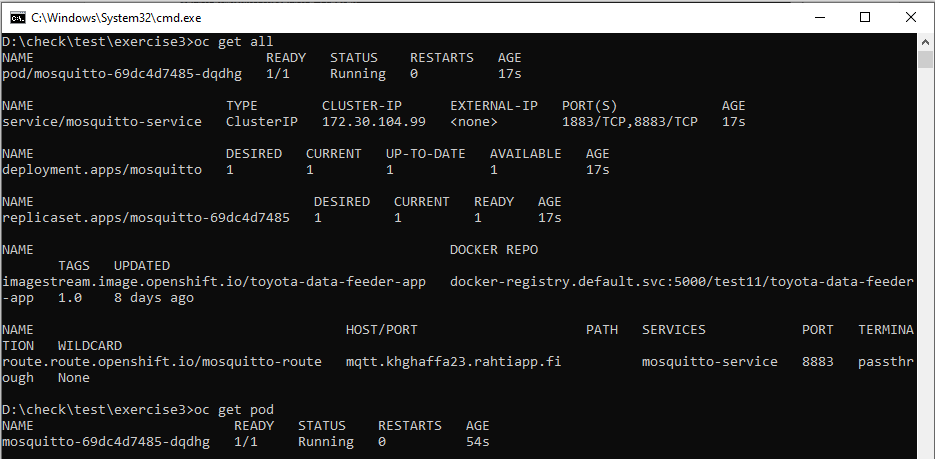 C:\Windows\System32\cmd.exe
D:\check\test\exercise3>oc get all
NAME READY STATUS RESTARTS AGE
pod/mosquitto-69dc4d7485-dqdhg 1/1 Running 0 17s
NAME TYPE CLUSTER-IP EXTERNAL-IP PORT(S) AGE
service/mosquitto-service ClusterIP 172.30.104.99 <none> 1883/TCP,8883/TCP 17s
NAME DESIRED CURRENT UP-TO-DATE AVAILABLE AGE
deployment.apps/mosquitto 1 1 1 1 17s
NAME DESIRED CURRENT READY AGE
replicaset.apps/mosquitto-69dc4d7485 1 1 1 17s
NAME DOCKER REPO
TAGS UPDATED
imagestream.image.openshift.io/toyota-data-feeder-app docker-registry.default.svc:5000/test11/toyota-data-feeder
-app 1.0 8 days ago
NAME HOST/PORT PATH SERVICES PORT TERMINA
TION WILDCARD
route.route.openshift.io/mosquitto-route mqtt.khghaffa23.rahtiapp.fi mosquitto-service 8883 passthr
ough None
D:\check\test\exercise3>oc get pod
NAME READY STATUS RESTARTS AGE
mosquitto-69dc4d7485-dqdhg 1/1 Running 0 54s